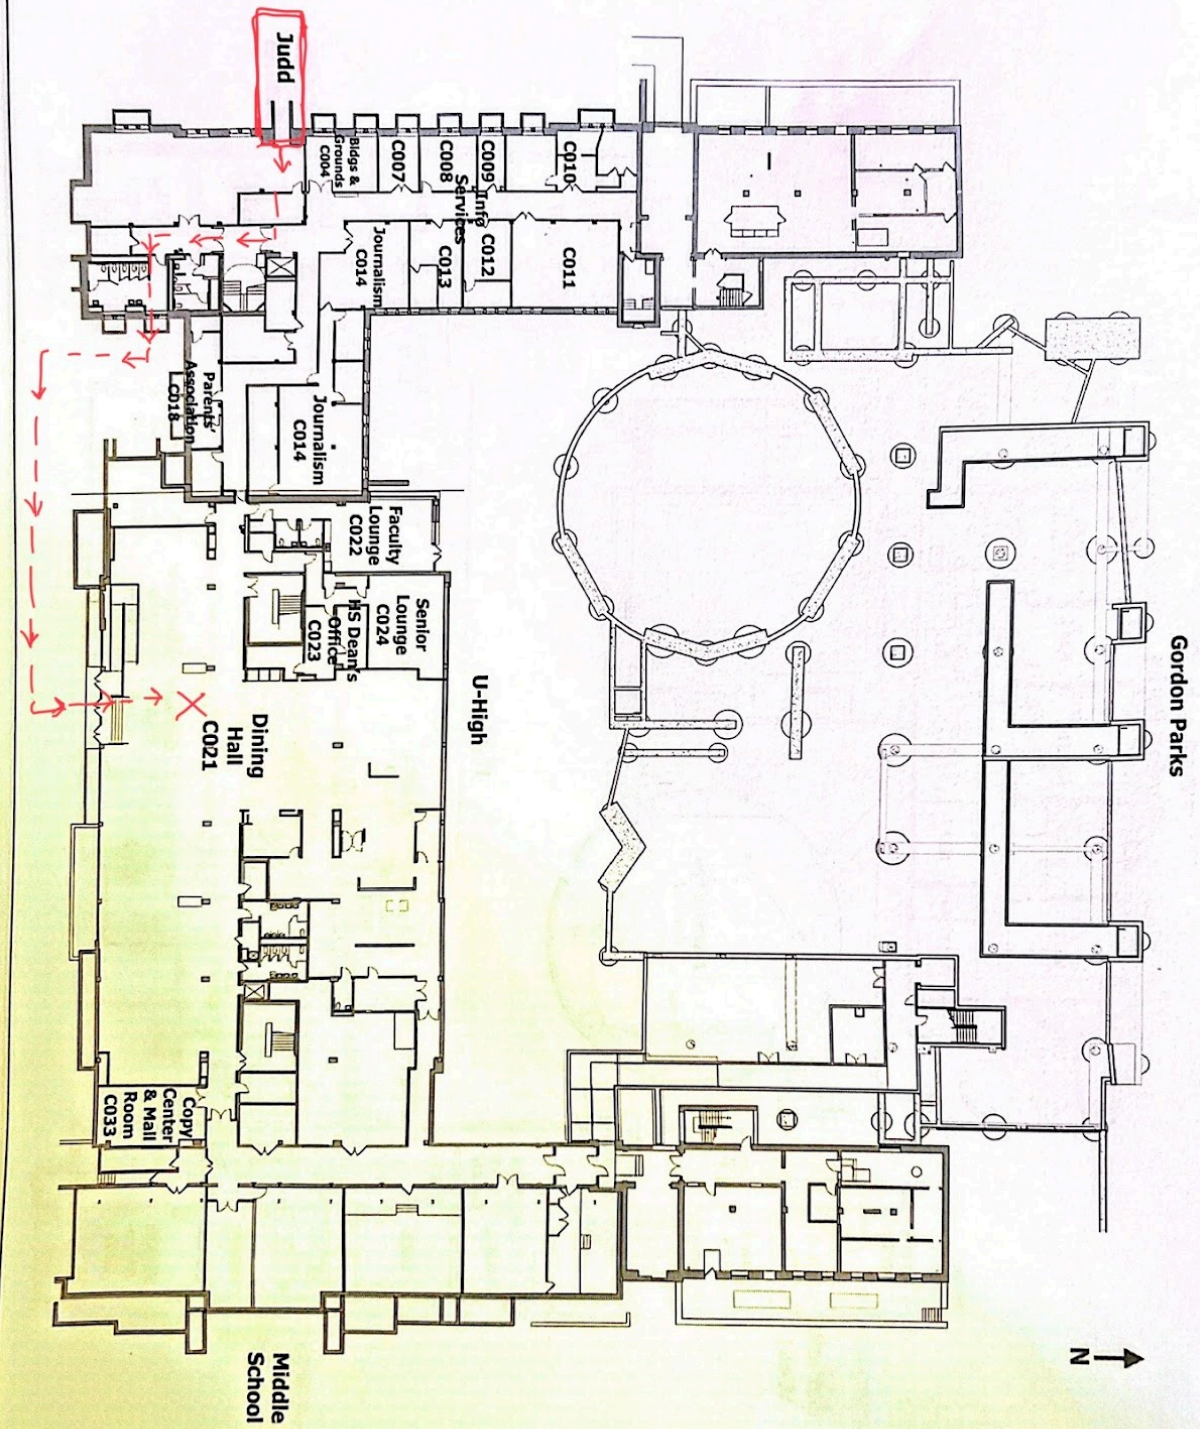 Judd
Bldgs &
Grounds
C004
C007
C008
C009
C010
Info
Services
C012
C013
C011
Journalism
C014
Parents'
Association
C018
Journalism
C014
Faculty
Lounge
C022
Senior
Lounge
C024
HS Dean's
Office
C023
U-High
Dining
Hall
C021
Gordon Parks
Copy
Center
& Mail
Room
C033
Middle
School
N